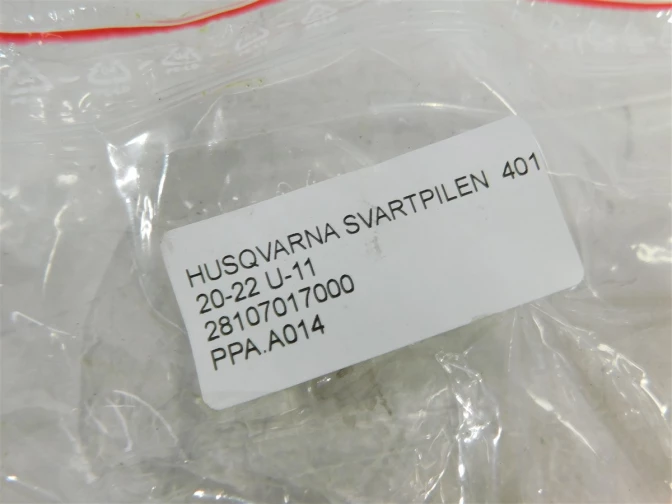 HUSQVARNA SVARTPILEN 401
20-22 U-11
28107017000
PPA.A014